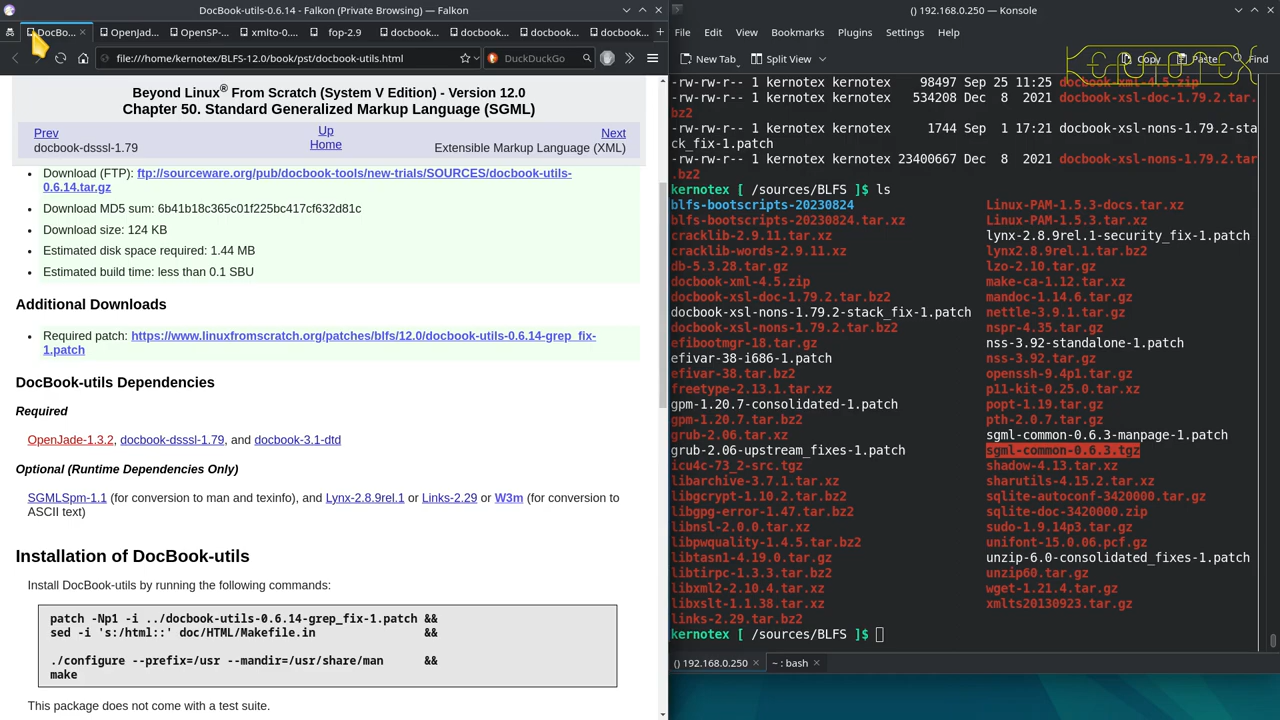 DocBook-utils-0.6.14 - Falkon (Private Browsing) — Falkon
DocBo...
OpenJad...
OpenSP-...
xmlto-0....
fop-2.9
docbook...
docbook...
docbook...
docbook...
file:///home/kernotex/BLFS-12.0/book/pst/docbook-utils.html
DuckDuckGo
Beyond Linux® From Scratch (System V Edition) - Version 12.0
Chapter 50. Standard Generalized Markup Language (SGML)
Prev
Up
Next
docbook-dsssl-1.79
Home
Extensible Markup Language (XML)
Download (FTP): ftp://sourceware.org/pub/docbook-tools/new-trials/SOURCES/docbook-utils-
0.6.14.tar.gz
Download MD5 sum: 6b41b18c365c01f225bc417cf632d81c
Download size: 124 KB
Estimated disk space required: 1.44 MB
Estimated build time: less than 0.1 SBU
Additional Downloads
Required patch: https://www.linuxfromscratch.org/patches/blfs/12.0/docbook-utils-0.6.14-grep_fix-
1.patch
DocBook-utils Dependencies
Required
OpenJade-1.3.2, docbook-dsssl-1.79, and docbook-3.1-dtd
Optional (Runtime Dependencies Only)
SGMLSpm-1.1 (for conversion to man and texinfo), and Lynx-2.8.9rel.1 or Links-2.29 or W3m (for conversion to
ASCII text)
Installation of DocBook-utils
Install DocBook-utils by running the following commands:
patch -Np1 -i ../docbook-utils-0.6.14-grep_fix-1.patch &&
sed -i 's:/html::' doc/HTML/Makefile.in &&
./configure --prefix=/usr --mandir=/usr/share/man &&
make
This package does not come with a test suite.
() 192.168.0.250 — Konsole
File Edit View Bookmarks Plugins Settings Help
New Tab Split View Copy Paste Find
kernotex
-rw-rw-r-- 1 kernotex kernotex 98497 Sep 25 11:25 docbook-xml-4.5.zip
-rw-rw-r-- 1 kernotex kernotex 534208 Dec 8 2021 docbook-xsl-doc-1.79.2.tar.
bz2
-rw-rw-r-- 1 kernotex kernotex 1744 Sep 1 17:21 docbook-xsl-nons-1.79.2-sta
ck_fix-1.patch
-rw-rw-r-- 1 kernotex kernotex 23400667 Dec 8 2021 docbook-xsl-nons-1.79.2.tar
.bz2
kernotex [ /sources/BLFS ]$ ls
blfs-bootscripts-20230824 Linux-PAM-1.5.3-docs.tar.xz
blfs-bootscripts-20230824.tar.xz Linux-PAM-1.5.3.tar.xz
cracklib-2.9.11.tar.xz lynx-2.8.9rel.1-security_fix-1.patch
cracklib-words-2.9.11.xz lynx2.8.9rel.1.tar.bz2
db-5.3.28.tar.gz lzo-2.10.tar.gz
docbook-xml-4.5.zip make-ca-1.12.tar.xz
docbook-xsl-doc-1.79.2.tar.bz2 mandoc-1.14.6.tar.gz
docbook-xsl-nons-1.79.2-stack_fix-1.patch nettle-3.9.1.tar.gz
docbook-xsl-nons-1.79.2.tar.bz2 nspr-4.35.tar.gz
efibootmgr-18.tar.gz nss-3.92-standalone-1.patch
efivar-38-i686-1.patch nss-3.92.tar.gz
efivar-38.tar.bz2 openssh-9.4p1.tar.gz
freetype-2.13.1.tar.xz p11-kit-0.25.0.tar.xz
gpm-1.20.7-consolidated-1.patch popt-1.19.tar.gz
gpm-1.20.7.tar.bz2 pth-2.0.7.tar.gz
grub-2.06.tar.xz sgml-common-0.6.3-manpage-1.patch
grub-2.06-upstream_fixes-1.patch sgml-common-0.6.3.tgz
icu4c-73_2-src.tgz shadow-4.13.tar.xz
libarchive-3.7.1.tar.xz sharutils-4.15.2.tar.xz
libgcrypt-1.10.2.tar.bz2 sqlite-autoconf-3420000.tar.gz
libgpg-error-1.47.tar.bz2 sqlite-doc-3420000.zip
libnsl-2.0.0.tar.xz sudo-1.9.14p3.tar.gz
libpwquality-1.4.5.tar.bz2 unifont-15.0.06.pcf.gz
libtasn1-4.19.0.tar.gz unzip-6.0-consolidated_fixes-1.patch
libtirpc-1.3.3.tar.bz2 unzip60.tar.gz
libxml2-2.10.4.tar.xz wget-1.21.4.tar.gz
libxslt-1.1.38.tar.xz xmlts20130923.tar.gz
links-2.29.tar.bz2
kernotex [ /sources/BLFS ]$
() 192.168.0.250
~ : bash